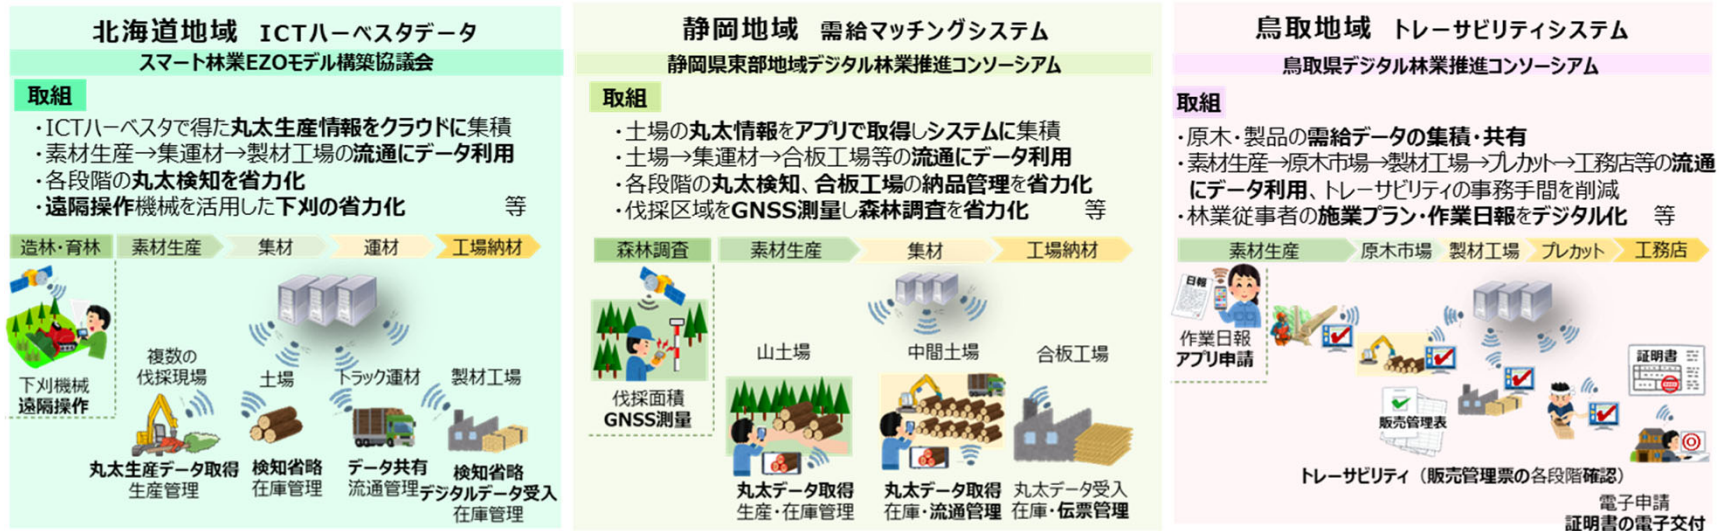 北海道地域 ICTハーベスタデータ
スマート林業EZOモデル構築協議会
取組
・ICTハーベスタで得た丸太生産情報をクラウドに集積
・素材生産→集運材→製材工場の流通にデータ利用
・各段階の丸太検知を省力化
・遠隔操作機械を活用した下刈の省力化 等
造林・育林 素材生産 集材 運材 工場納材
複数の
伐採現場
土場
トラック運材
製材工場
下刈機械
遠隔操作
丸太生産データ取得
生産管理
検知省略
在庫管理
データ共有
流通管理
検知省略
デジタルデータ受入
在庫管理
静岡地域 需給マッチングシステム
静岡県東部地域デジタル林業推進コンソーシアム
取組
・土場の丸太情報をアプリで取得しシステムに集積
・土場→集運材→合板工場等の流通にデータ利用
・各段階の丸太検知、合板工場の納品管理を省力化
・伐採区域をGNSS測量し森林調査を省力化 等
森林調査 素材生産 集材 工場納材
山土場
中間土場
合板工場
伐採面積
GNSS測量
丸太データ取得
生産・在庫管理
丸太データ取得
在庫・流通管理
丸太データ受入
在庫・伝票管理
鳥取地域 トレーサビリティシステム
鳥取県デジタル林業推進コンソーシアム
取組
・原木・製品の需給データの集積・共有
・素材生産→原木市場→製材工場→プレカット→工務店等の流通
にデータ利用、トレーサビリティの事務手間を削減
・林業従事者の施業プラン・作業日報をデジタル化 等
素材生産 原木市場 製材工場 プレカット 工務店
日報
作業日報
アプリ申請
証明書
販売管理表
トレーサビリティ（販売管理票の各段階確認）
電子申請
証明書の電子交付